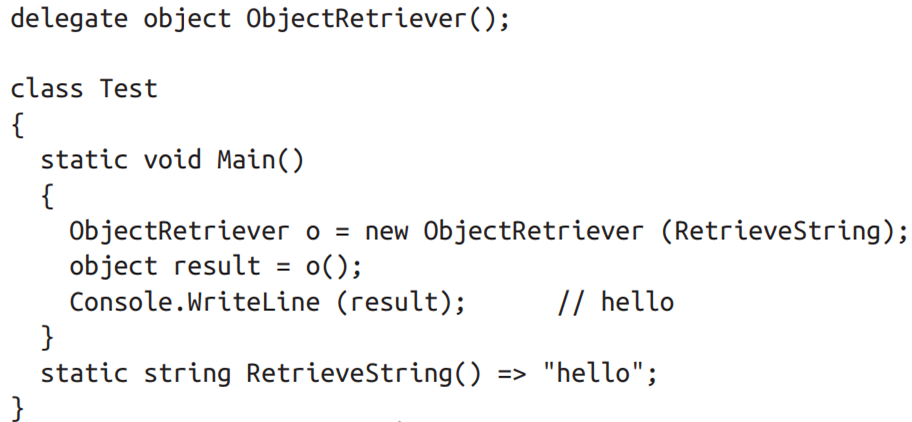 delegate object ObjectRetriever();
class Test
{
  static void Main()
  {
    ObjectRetriever o = new ObjectRetriever (RetrieveString);
    object result = o();
    Console.WriteLine (result);      // hello
  }
  static string RetrieveString() => "hello";
}